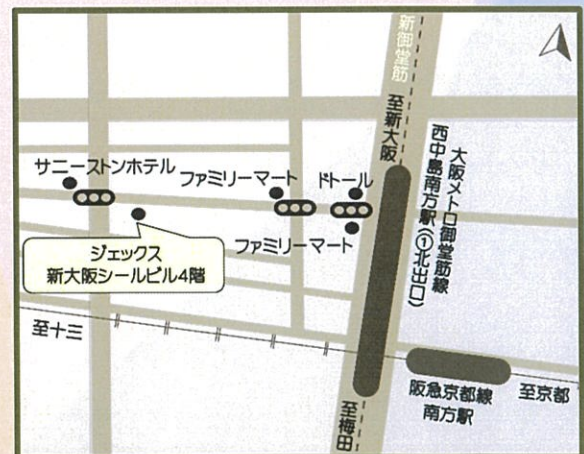 新御堂筋
至新大阪
大阪メトロ御堂筋線
西中島南方駅(①北出口)
サニーストンホテル
ファミリーマート
ドトール
ファミリーマート
ジェックス
新大阪シールビル4階
至十三
阪急京都線
南方駅
至京都
至梅田